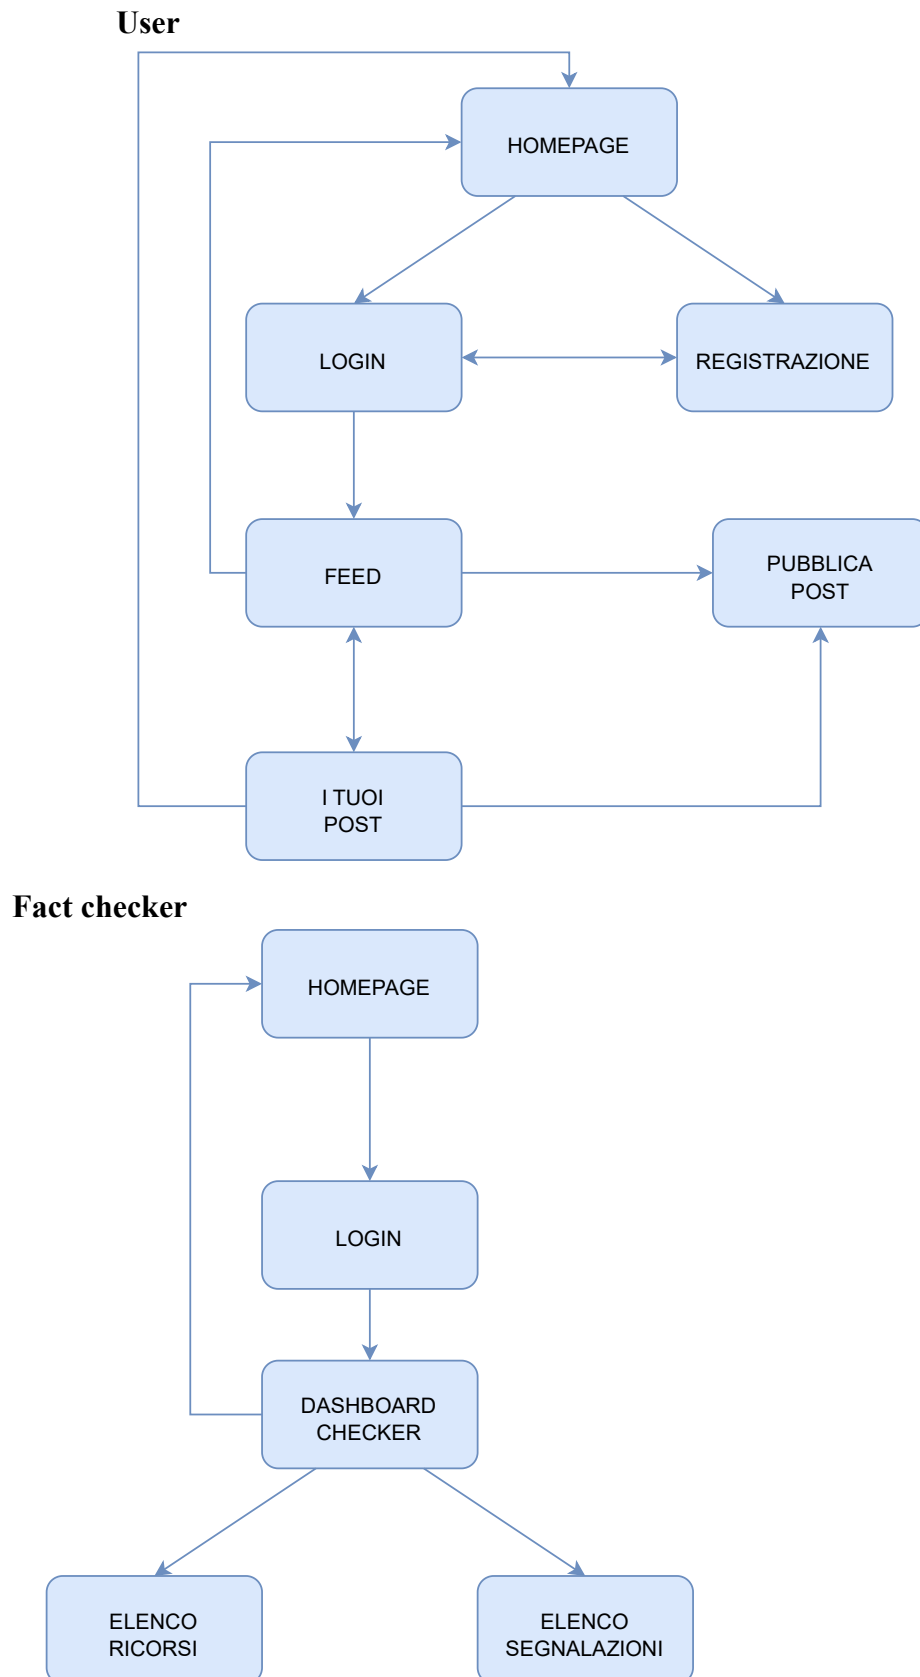 User
HOMEPAGE
LOGIN
REGISTRAZIONE
FEED
PUBBLICA
POST
I TUOI
POST
Fact checker
HOMEPAGE
LOGIN
DASHBOARD
CHECKER
ELENCO
RICORSI
ELENCO
SEGNALAZIONI